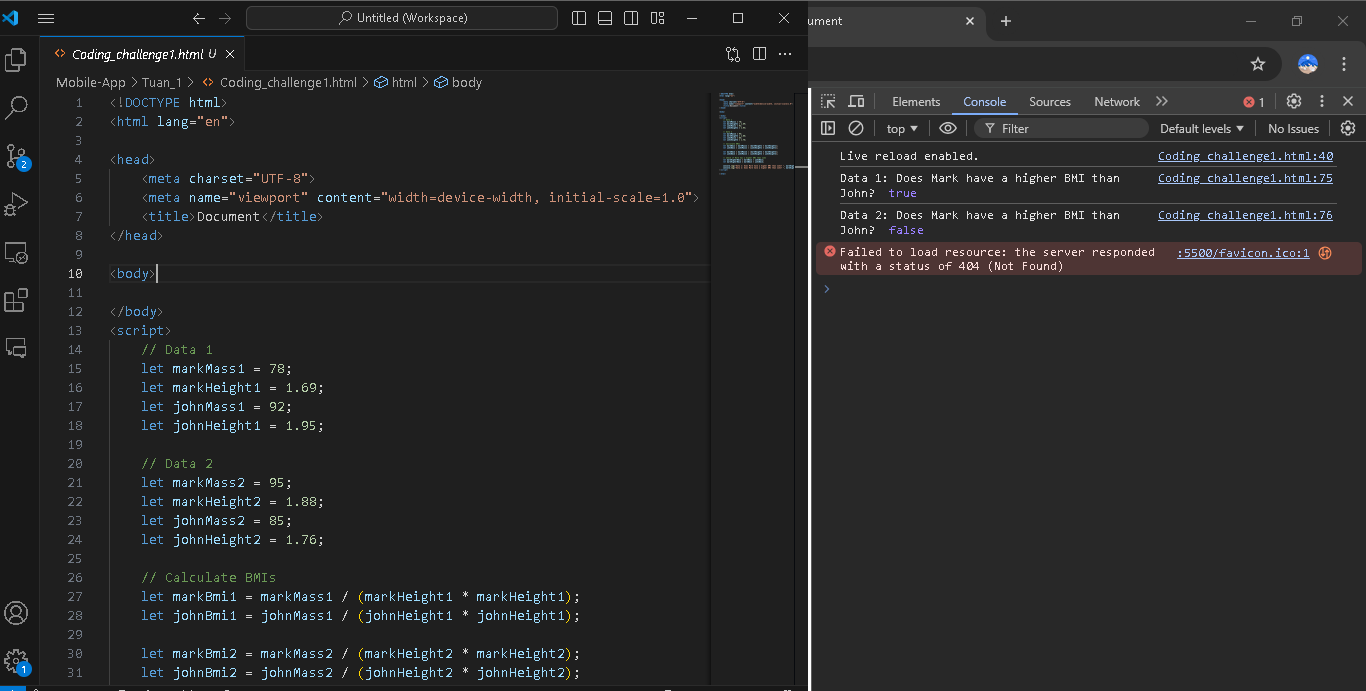 Untitled (Workspace)
Coding_challenge1.html U
Mobile-App > Tuan_1 > Coding_challenge1.html > html > body
1 <!DOCTYPE html>
2 <html lang="en">
3
4 <head>
5 <meta charset="UTF-8">
6 <meta name="viewport" content="width=device-width, initial-scale=1.0">
7 <title>Document</title>
8 </head>
9
10 <body>
11
12 </body>
13 <script>
14 // Data 1
15 let markMass1 = 78;
16 let markHeight1 = 1.69;
17 let johnMass1 = 92;
18 let johnHeight1 = 1.95;
19
20 // Data 2
21 let markMass2 = 95;
22 let markHeight2 = 1.88;
23 let johnMass2 = 85;
24 let johnHeight2 = 1.76;
25
26 // Calculate BMIs
27 let markBmi1 = markMass1 / (markHeight1 * markHeight1);
28 let johnBmi1 = johnMass1 / (johnHeight1 * johnHeight1);
29
30 let markBmi2 = markMass2 / (markHeight2 * markHeight2);
31 let johnBmi2 = johnMass2 / (johnHeight2 * johnHeight2);
2
1
ument
Elements Console Sources Network 1
top Filter Default levels No Issues
Live reload enabled. Coding_challenge1.html:40
Data 1: Does Mark have a higher BMI than Coding_challenge1.html:75
John? true
Data 2: Does Mark have a higher BMI than Coding_challenge1.html:76
John? false
Failed to load resource: the server responded :5500/favicon.ico:1
with a status of 404 (Not Found)